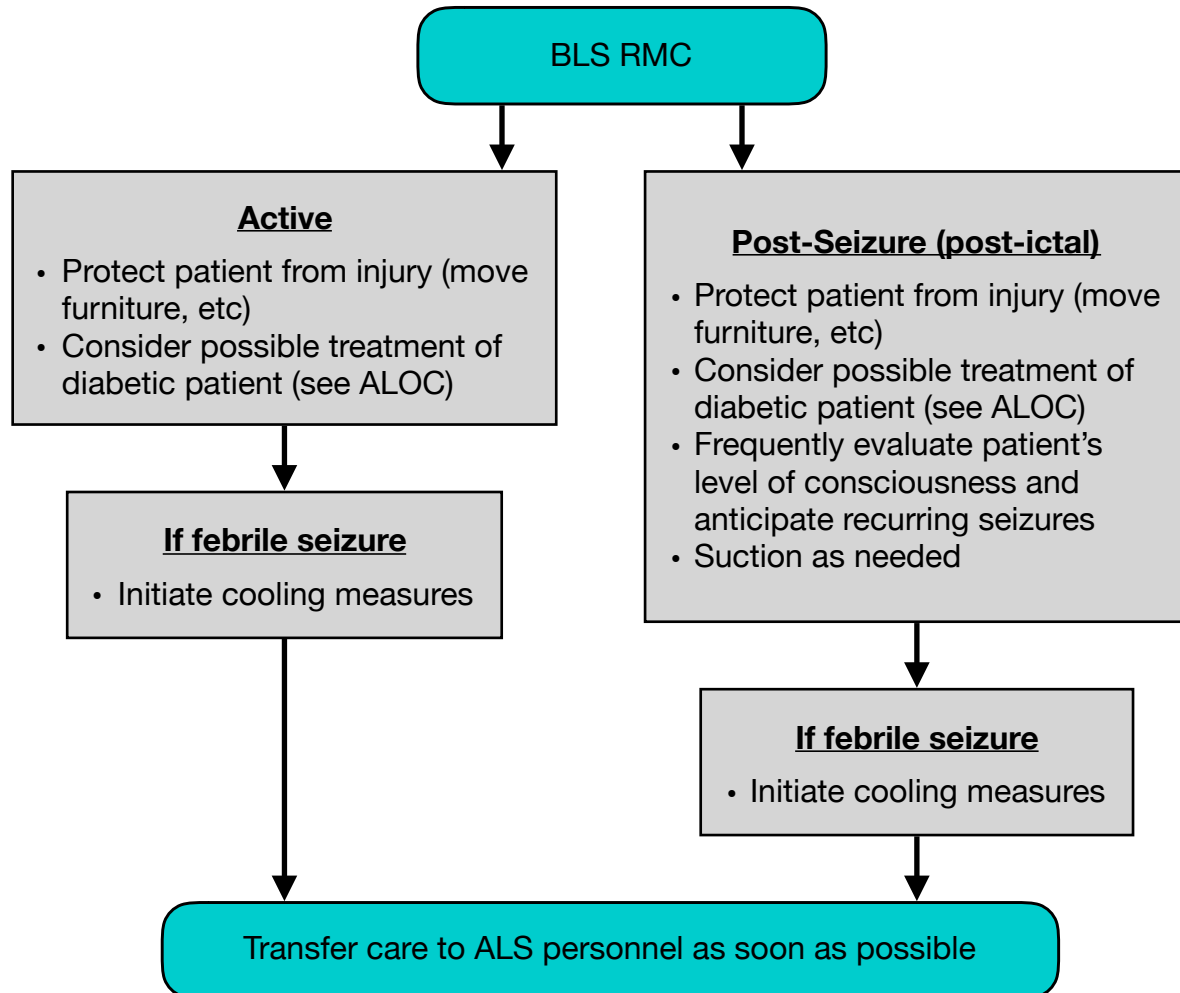 BLS RMC
Active
• Protect patient from injury (move
furniture, etc)
• Consider possible treatment of
diabetic patient (see ALOC)
If febrile seizure
• Initiate cooling measures
Post-Seizure (post-ictal)
• Protect patient from injury (move
furniture, etc)
• Consider possible treatment of
diabetic patient (see ALOC)
• Frequently evaluate patient’s
level of consciousness and
anticipate recurring seizures
• Suction as needed
If febrile seizure
• Initiate cooling measures
Transfer care to ALS personnel as soon as possible